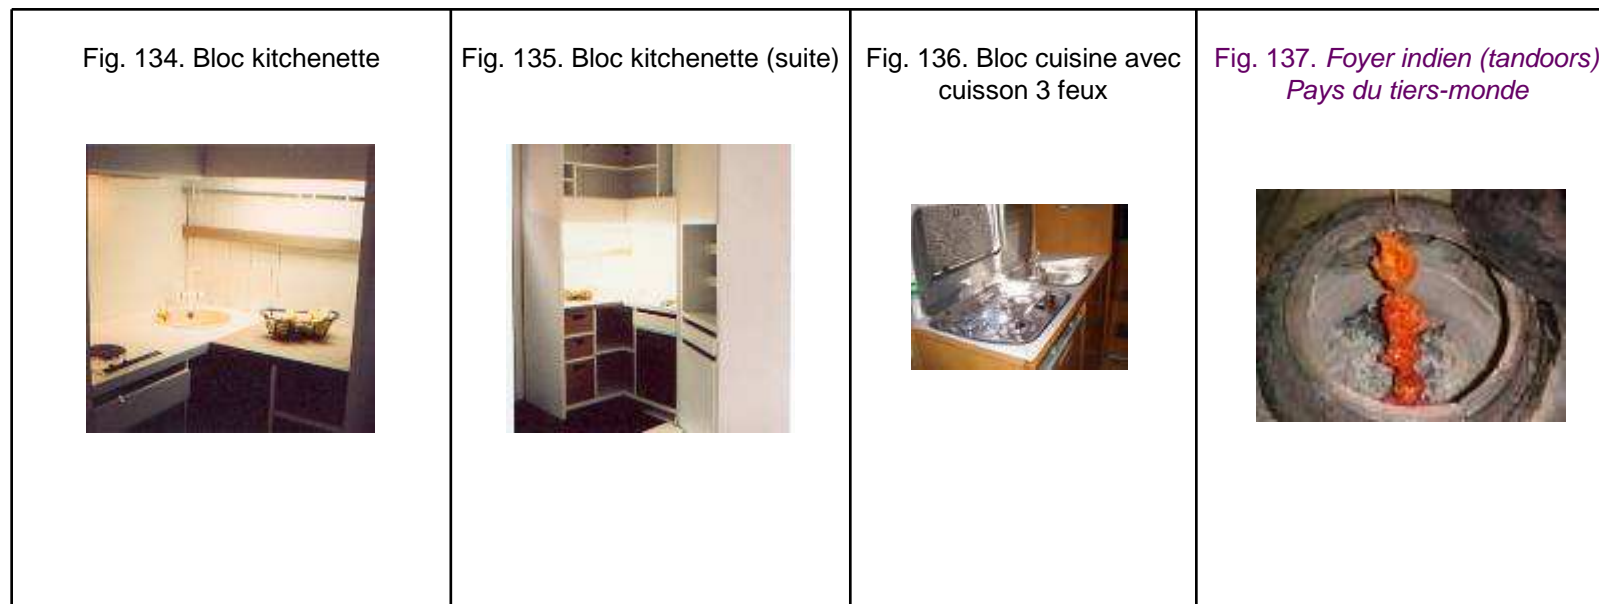 Fig. 134. Bloc kitchenette
Fig. 135. Bloc kitchenette (suite)
Fig. 136. Bloc cuisine avec
cuisson 3 feux
Fig. 137. Foyer indien (tandoors)
Pays du tiers-monde